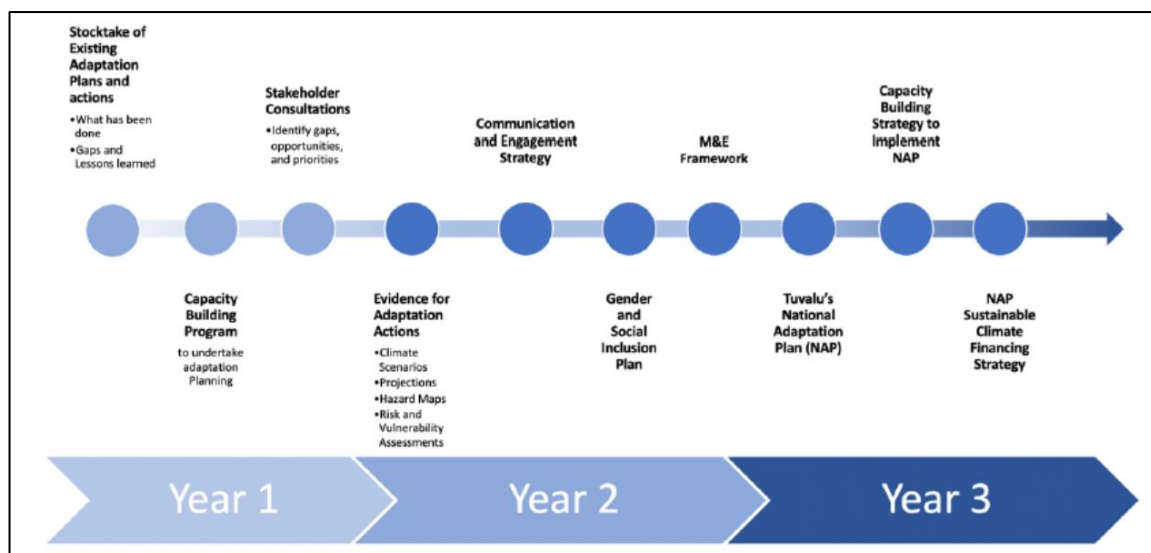 Stocktake of
Existing
Adaptation
Plans and
actions
•What has been
done
•Gaps and
Lessons learned
Capacity
Building
Program
to undertake
adaptation
Planning
Stakeholder
Consultations
•Identify gaps,
opportunities,
and priorities
Evidence for
Adaptation
Actions
•Climate
Scenarios
•Projections
•Hazard Maps
•Risk and
Vulnerability
Assessments
Communication
and Engagement
Strategy
Gender
and
Social
Inclusion
Plan
M&E
Framework
Tuvalu's
National
Adaptation
Plan (NAP)
Capacity
Building
Strategy to
Implement
NAP
NAP
Sustainable
Climate
Financing
Strategy
Year 1
Year 2
Year 3